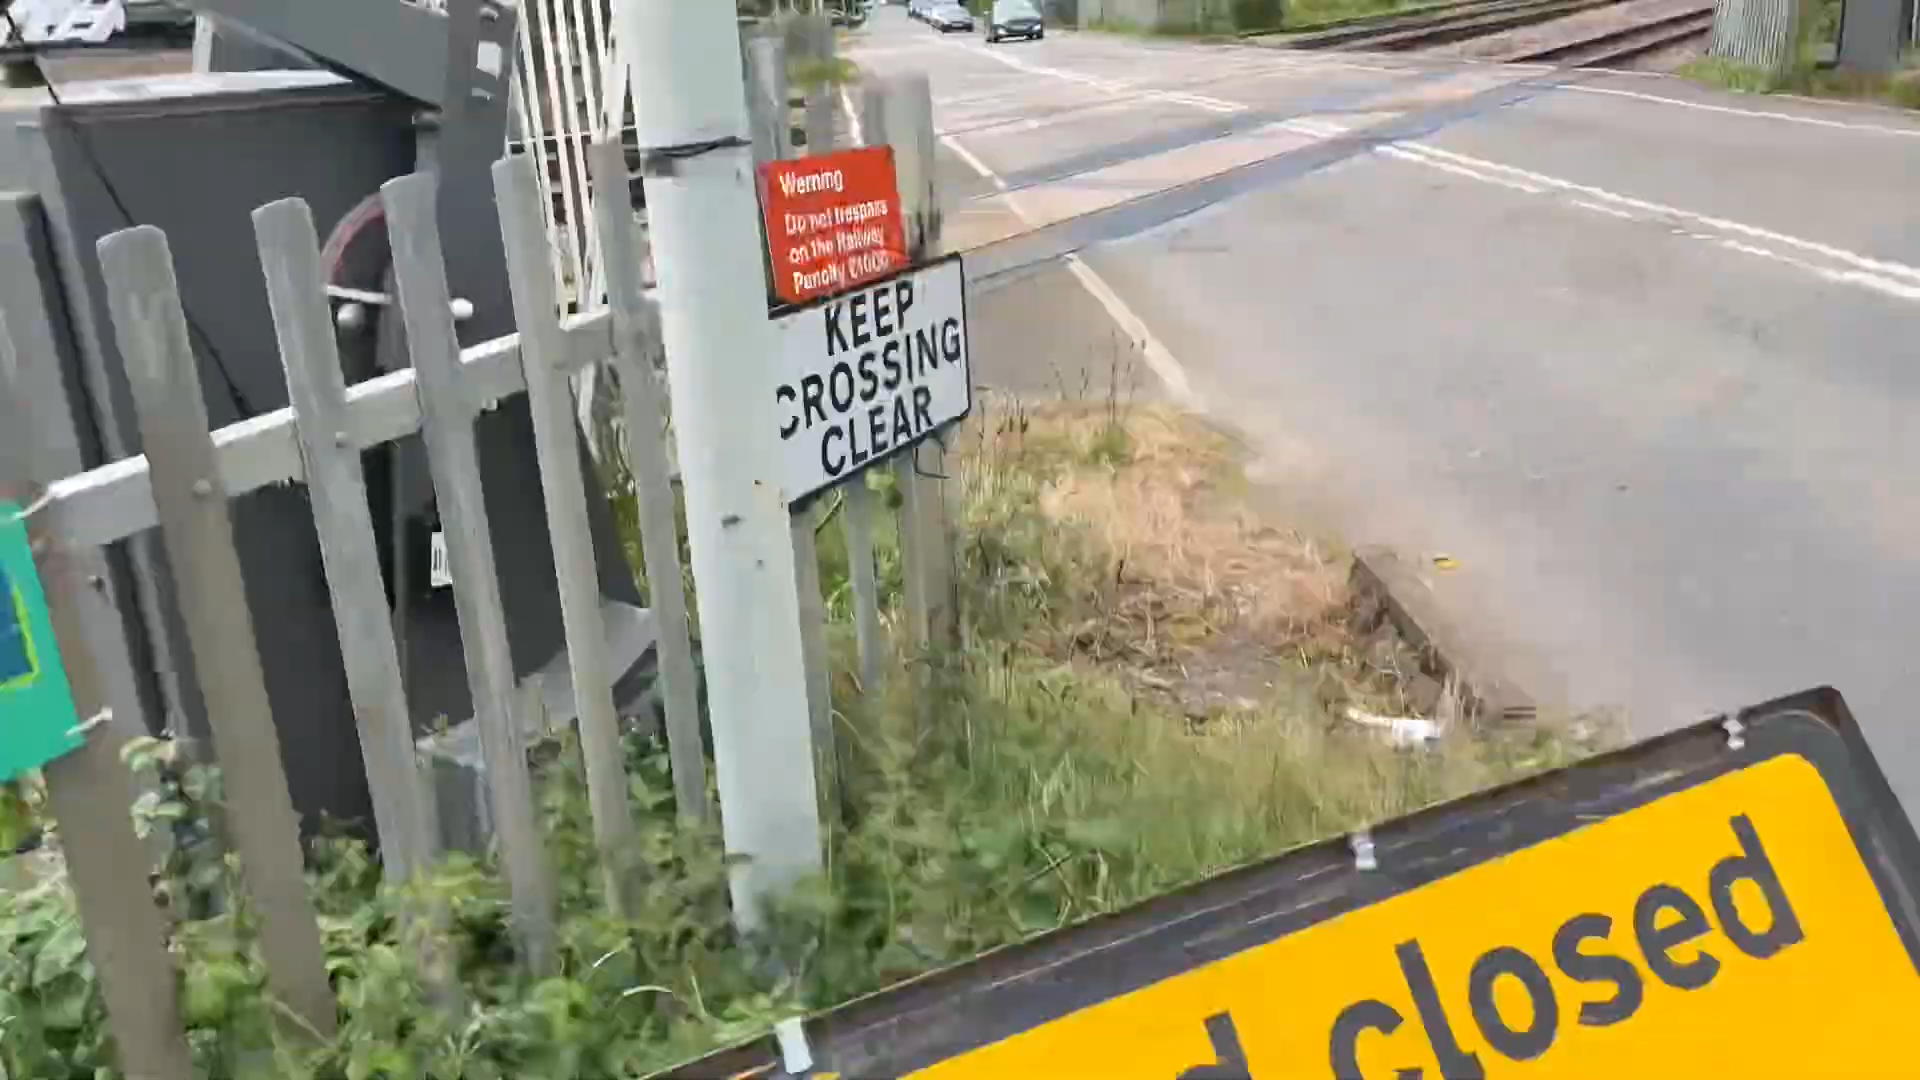 Warning
Do not trespass
on the Railway
Penalty £1000
KEEP
CROSSING
CLEAR
closed